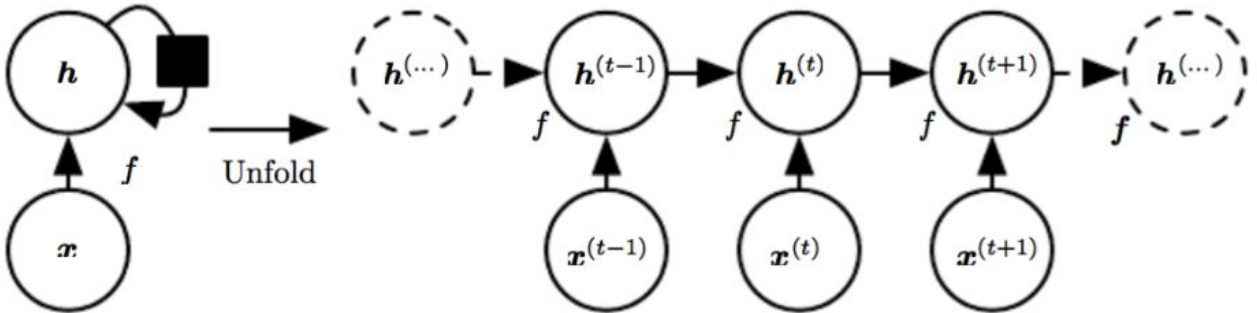 h h^(...) h^(t−1) h^(t) h^(t+1) h^(...)
f f f f f
Unfold
x x^(t−1) x^(t) x^(t+1)